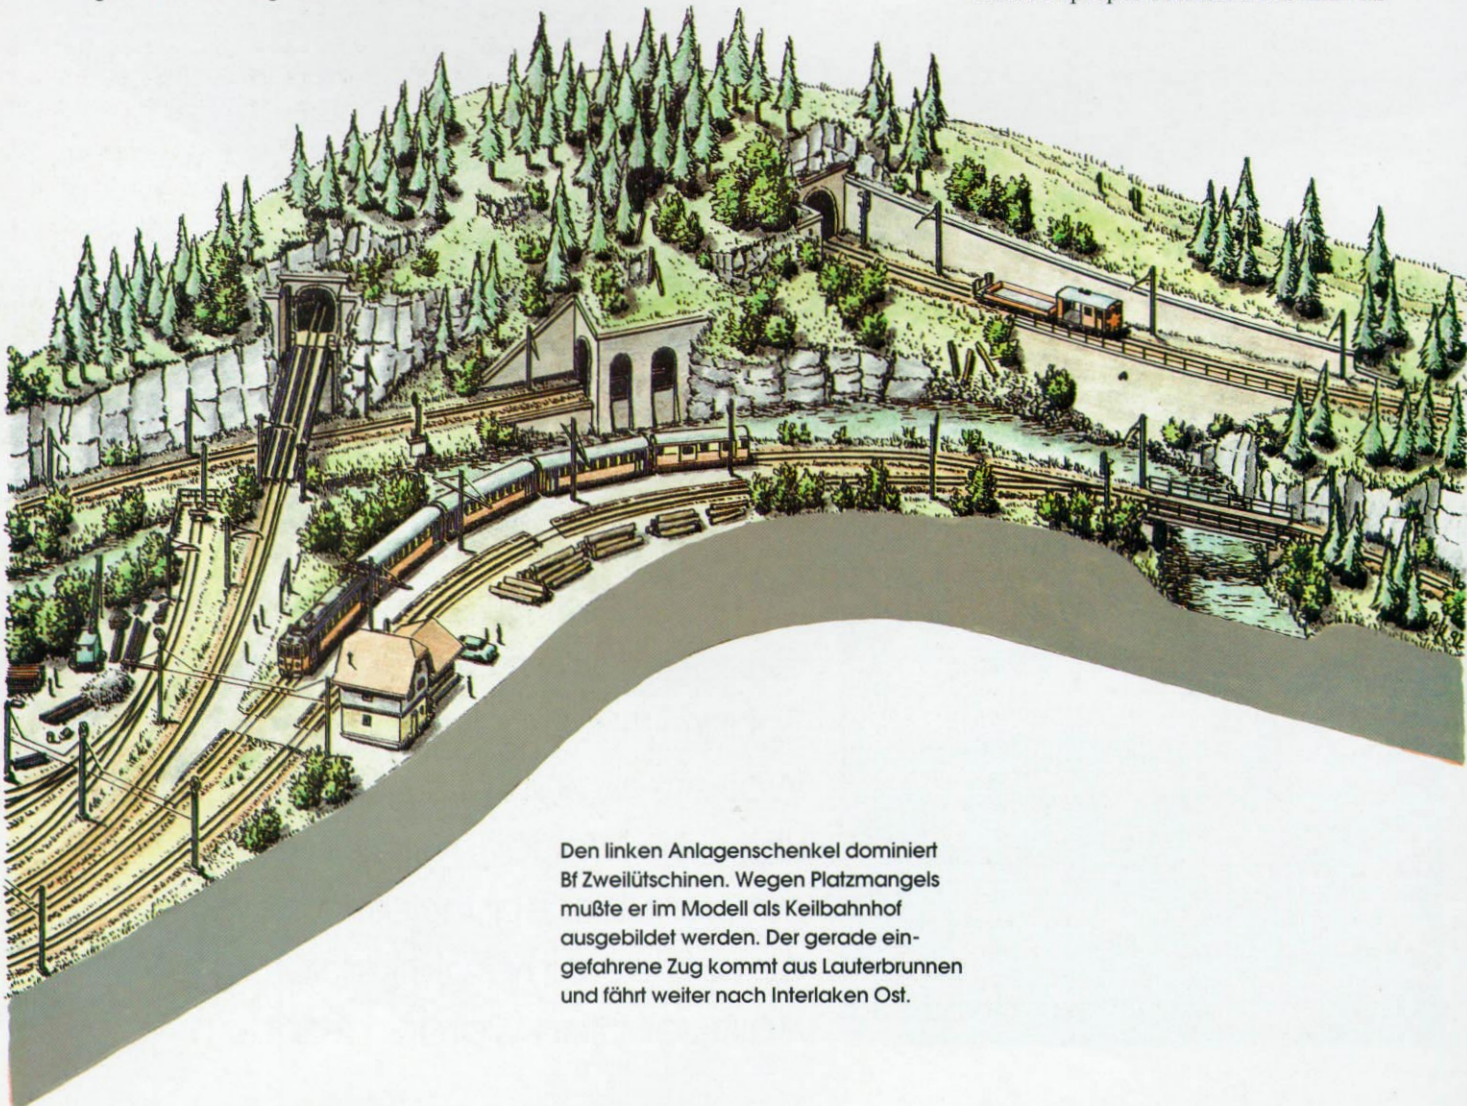 Den linken Anlagenschenkel dominiert
Bf Zweilütschinen. Wegen Platzmangels
mußte er im Modell als Keilbahnhof
ausgebildet werden. Der gerade ein-
gefahrene Zug kommt aus Lauterbrunnen
und fährt weiter nach Interlaken Ost.